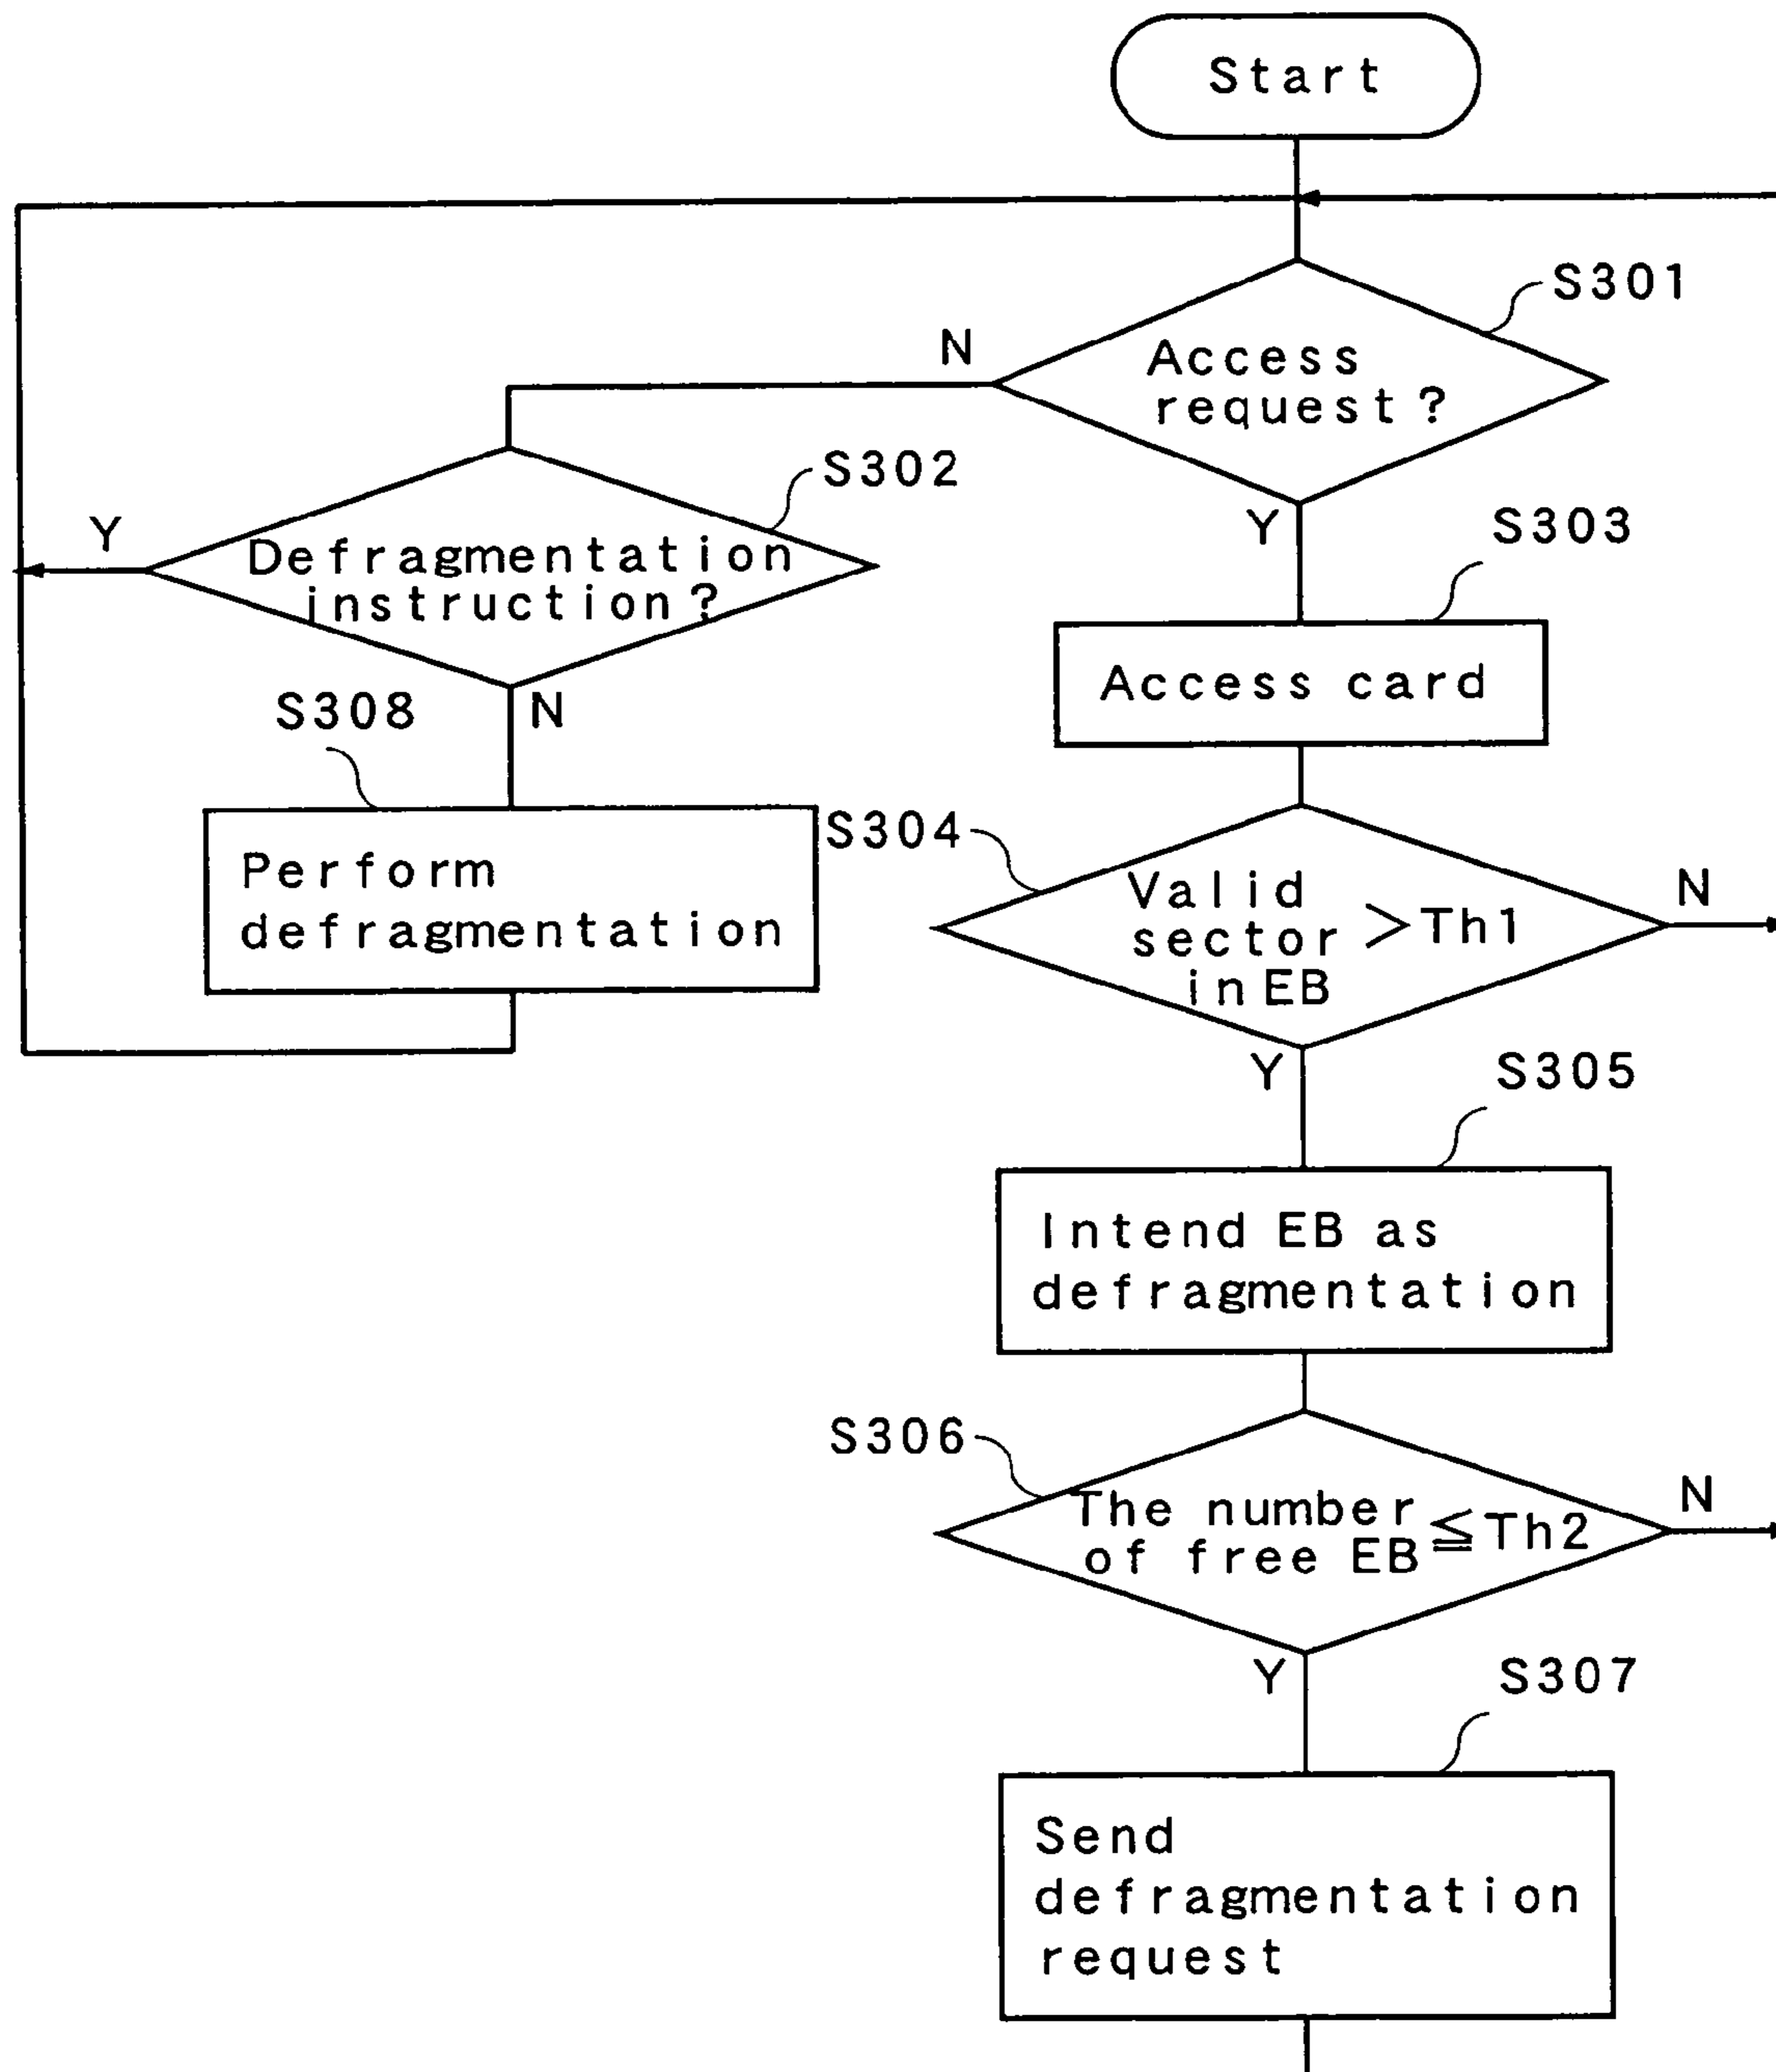 Start
S301
N
Access
request?
S302
Y
S303
Y
Defragmentation
instruction?
Access card
S308
N
S304
Perform
defragmentation
Valid
sector >Th1
in EB
N
Y
S305
Intend EB as
defragmentation
S306
The number
of free EB ≦Th2
N
Y
S307
Send
defragmentation
request